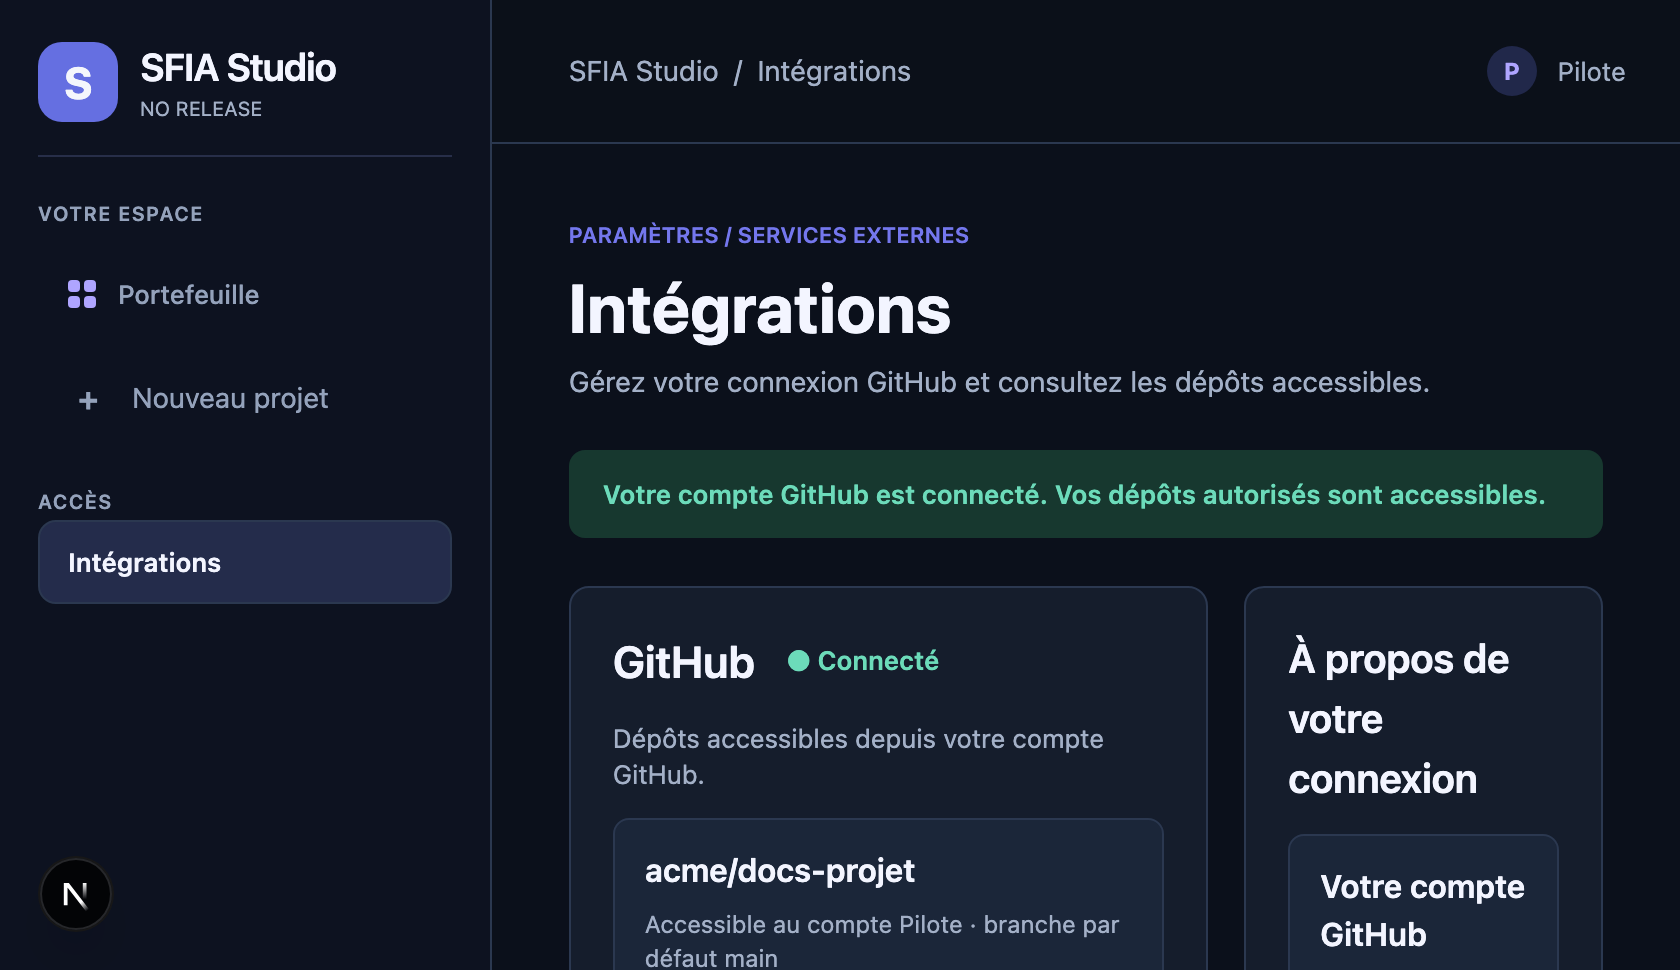 S
SFIA Studio
NO RELEASE
VOTRE ESPACE
Portefeuille
+ Nouveau projet
ACCÈS
Intégrations
N
SFIA Studio / Intégrations
P Pilote
PARAMÈTRES / SERVICES EXTERNES
Intégrations
Gérez votre connexion GitHub et consultez les dépôts accessibles.
Votre compte GitHub est connecté. Vos dépôts autorisés sont accessibles.
GitHub
Connecté
Dépôts accessibles depuis votre compte
GitHub.
acme/docs-projet
Accessible au compte Pilote · branche par
défaut main
À propos de
votre
connexion
Votre compte
GitHub